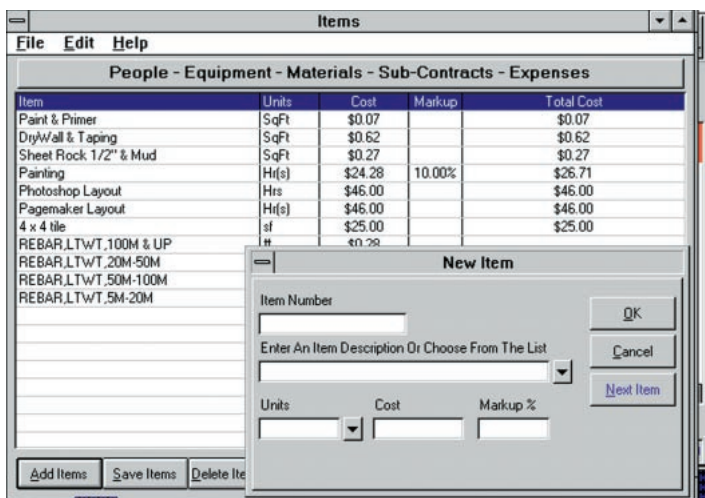 Items
File Edit Help
People - Equipment - Materials - Sub-Contracts - Expenses
Item Units Cost Markup Total Cost
Paint & Primer SqFt $0.07 $0.07
DryWall & Taping SqFt $0.62 $0.62
Sheet Rock 1/2" & Mud SqFt $0.27 $0.27
Painting Hr(s) $24.28 10.00% $26.71
Photoshop Layout Hrs $46.00 $46.00
Pagemaker Layout Hr(s) $46.00 $46.00
4 x 4 tile sf $25.00 $25.00
REBAR,LTWT,100M & UP ft $0.28
REBAR,LTWT,20M-50M
REBAR,LTWT,50M-100M
REBAR,LTWT,5M-20M
New Item
Item Number
OK
Enter An Item Description Or Choose From The List
Cancel
Next Item
Units Cost Markup %
Add Items Save Items Delete Ite